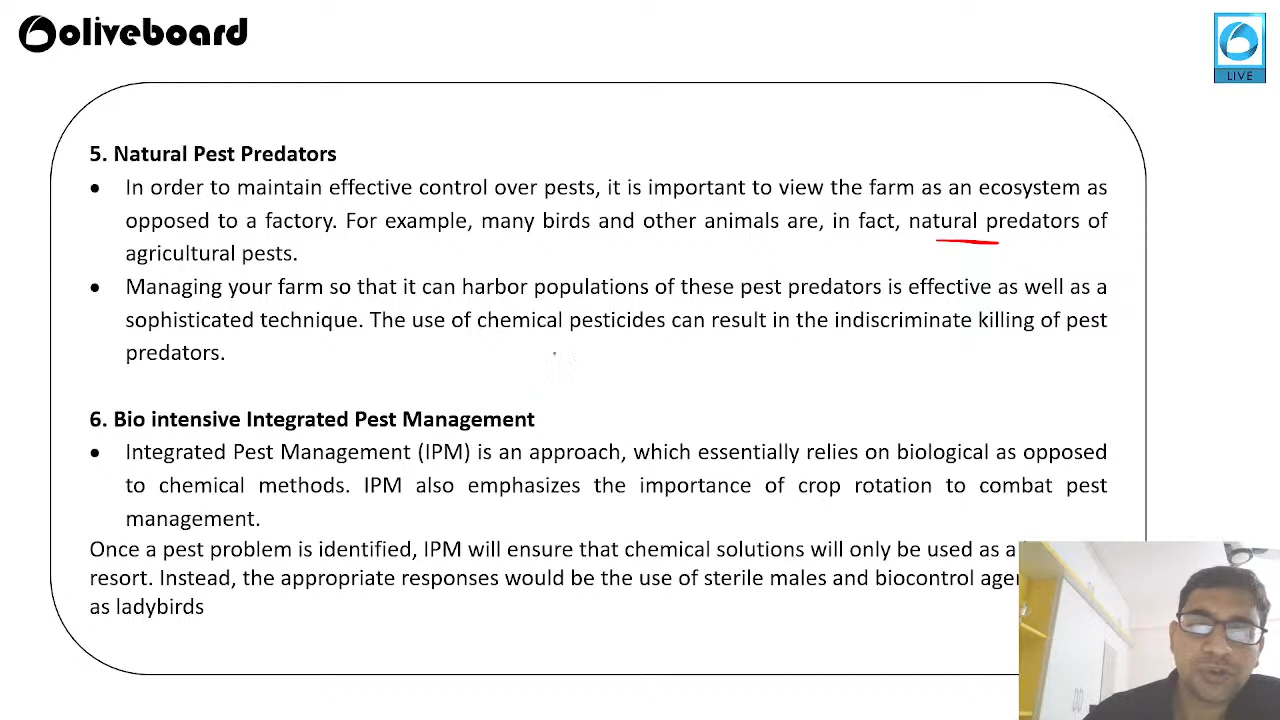 oliveboard
LIVE
5. Natural Pest Predators
• In order to maintain effective control over pests, it is important to view the farm as an ecosystem as
opposed to a factory. For example, many birds and other animals are, in fact, natural predators of
agricultural pests.
• Managing your farm so that it can harbor populations of these pest predators is effective as well as a
sophisticated technique. The use of chemical pesticides can result in the indiscriminate killing of pest
predators.
6. Bio intensive Integrated Pest Management
• Integrated Pest Management (IPM) is an approach, which essentially relies on biological as opposed
to chemical methods. IPM also emphasizes the importance of crop rotation to combat pest
management.
Once a pest problem is identified, IPM will ensure that chemical solutions will only be used as a
resort. Instead, the appropriate responses would be the use of sterile males and biocontrol
as ladybirds